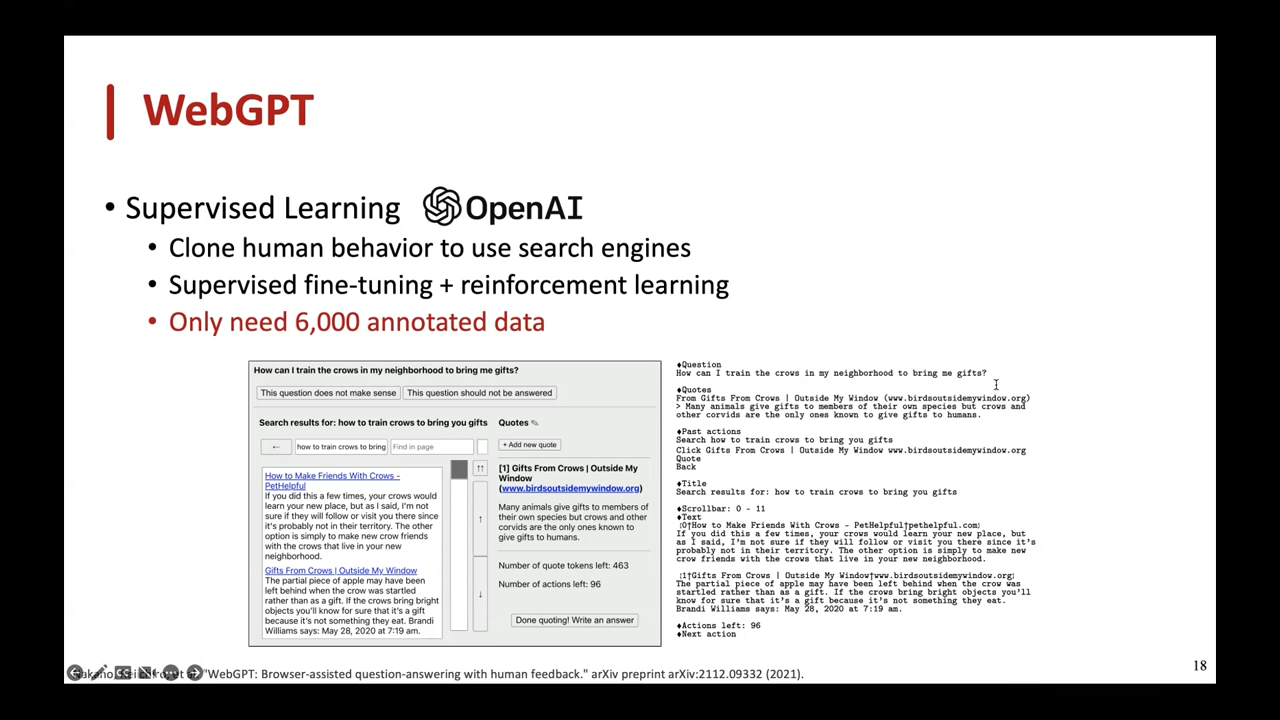 WebGPT
• Supervised Learning OpenAI
• Clone human behavior to use search engines
• Supervised fine-tuning + reinforcement learning
• Only need 6,000 annotated data
How can I train the crows in my neighborhood to bring me gifts?
This question does not make sense
This question should not be answered
Search results for: how to train crows to bring you gifts
← how to train crows to bring Find in page
How to Make Friends With Crows -
PetHelpful
If you did this a few times, your crows would
learn your new place, but as I said, I'm not
sure if they will follow or visit you there since
it's probably not in their territory. The other
option is simply to make new crow friends
with the crows that live in your new
neighborhood.
Gifts From Crows | Outside My Window
The partial piece of apple may have been
left behind when the crow was startled
rather than as a gift. If the crows bring bright
objects you'll know for sure that it's a gift
because it's not something they eat. Brandi
Williams says: May 28, 2020 at 7:19 am.
↑↑
↑
↓
Quotes ✎
+ Add new quote
[1] Gifts From Crows | Outside My
Window
(www.birdsoutsidemywindow.org)
Many animals give gifts to members of
their own species but crows and other
corvids are the only ones known to
give gifts to humans.
Number of quote tokens left: 463
Number of actions left: 96
Done quoting! Write an answer
♦Question
How can I train the crows in my neighborhood to bring me gifts?
♦Quotes
From Gifts From Crows | Outside My Window (www.birdsoutsidemywindow.org)
> Many animals give gifts to members of their own species but crows and
other corvids are the only ones known to give gifts to humans.
♦Past actions
Search how to train crows to bring you gifts
Click Gifts From Crows | Outside My Window www.birdsoutsidemywindow.org
Quote
Back
♦Title
Search results for: how to train crows to bring you gifts
♦Scrollbar: 0 - 11
♦Text
[0†How to Make Friends With Crows - PetHelpful†pethelpful.com]
If you did this a few times, your crows would learn your new place, but
as I said, I'm not sure if they will follow or visit you there since it's
probably not in their territory. The other option is simply to make new
crow friends with the crows that live in your new neighborhood.
[1†Gifts From Crows | Outside My Window†www.birdsoutsidemywindow.org]
The partial piece of apple may have been left behind when the crow was
startled rather than as a gift. If the crows bring bright objects you'll
know for sure that it's a gift because it's not something they eat.
Brandi Williams says: May 28, 2020 at 7:19 am.
♦Actions left: 96
♦Next action
"WebGPT: Browser-assisted question-answering with human feedback." arXiv preprint arXiv:2112.09332 (2021).
18